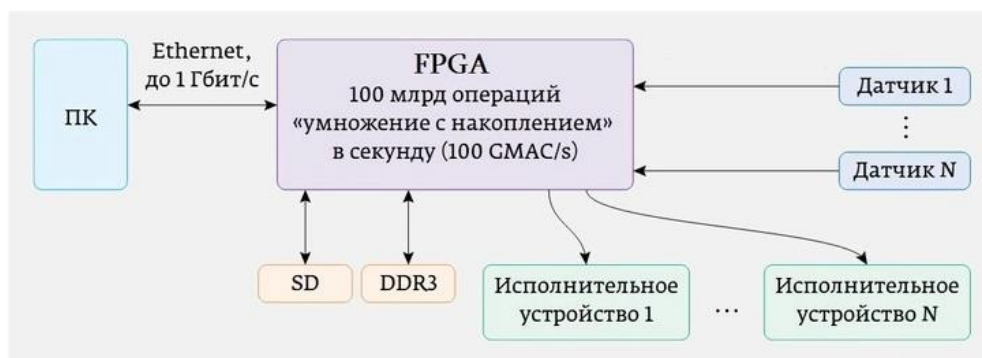 ПК
Ethernet,
до 1 Гбит/с
FPGA
100 млрд операций
«умножение с накоплением»
в секунду (100 GMAC/s)
Датчик 1
⋮
Датчик N
SD
DDR3
Исполнительное
устройство 1
...
Исполнительное
устройство N